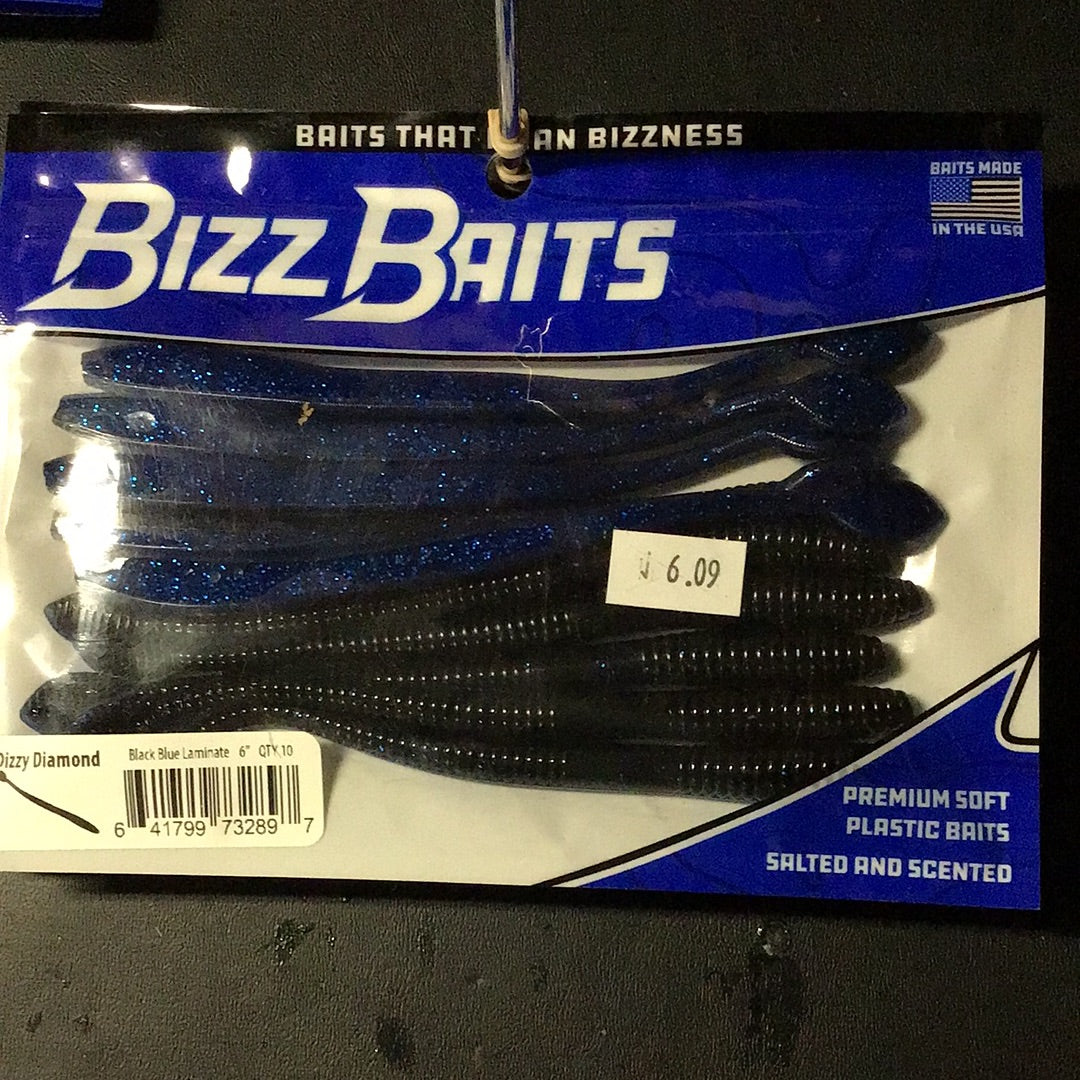 BAITS THAT AN BIZZNESS
BIZZ BAITS
BAITS MADE
IN THE USA
6.09
Dizzy Diamond
Black Blue Laminate 6" QTY 10
6 41799 73289 7
PREMIUM SOFT
PLASTIC BAITS
SALTED AND SCENTED